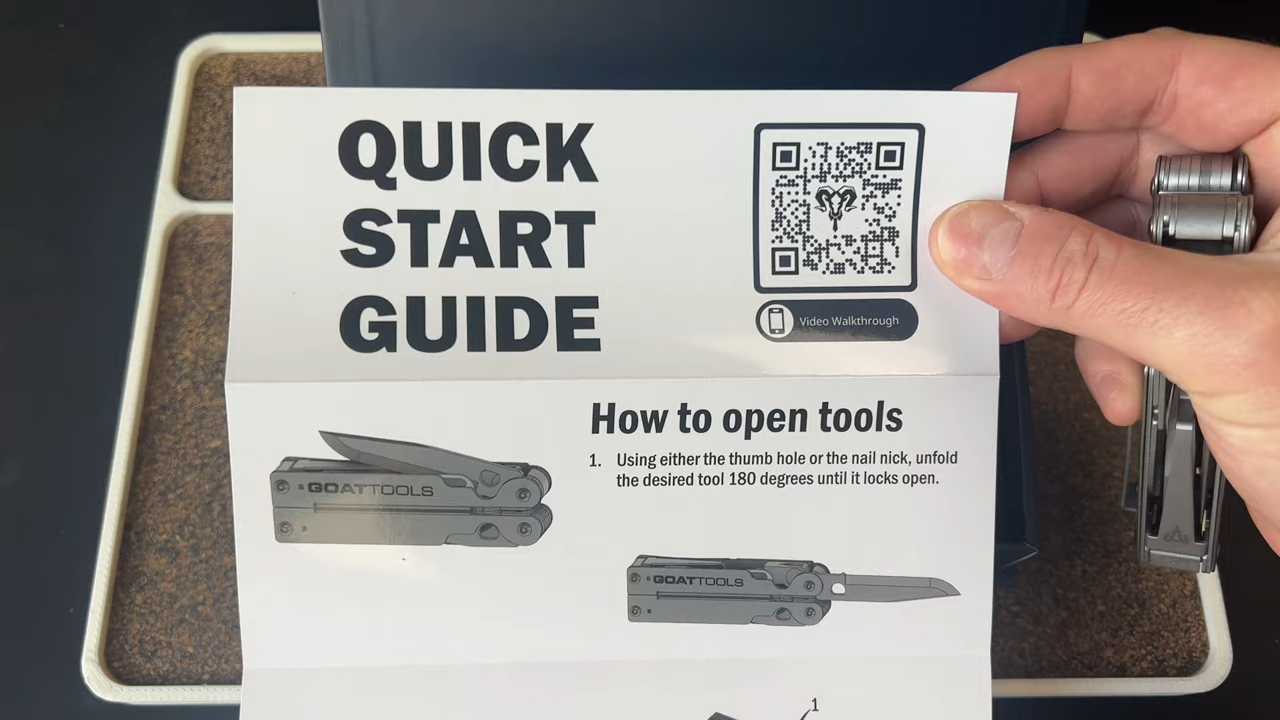 QUICK
START
GUIDE
Video Walkthrough
How to open tools
1. Using either the thumb hole or the nail nick, unfold
the desired tool 180 degrees until it locks open.
GOATTOOLS
GOATTOOLS
1